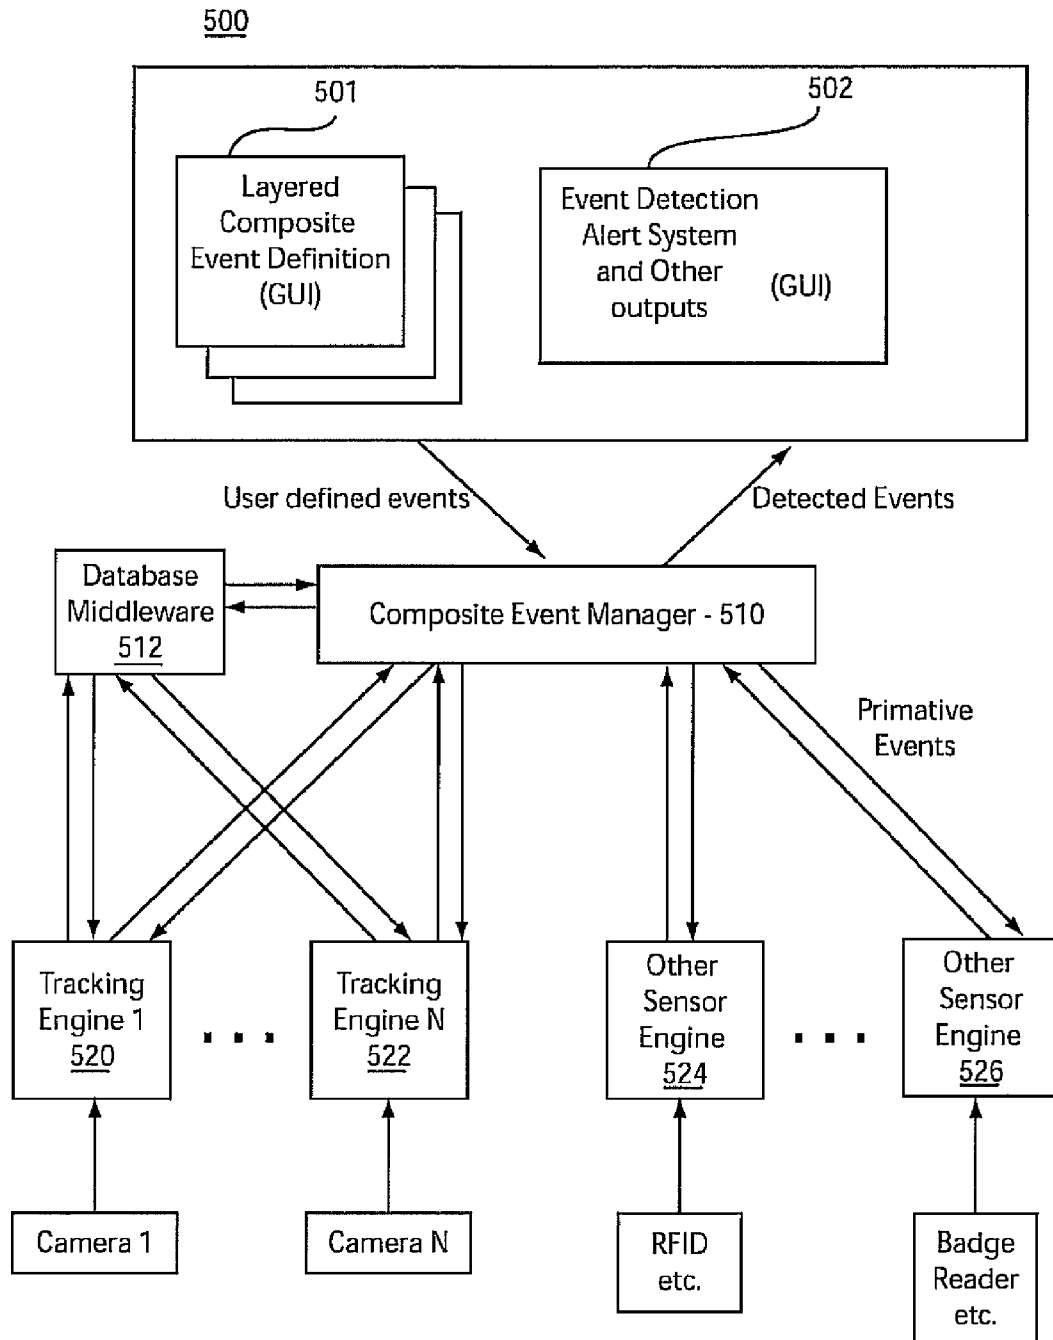 500
501
502
Layered
Composite
Event Definition
(GUI)
Event Detection
Alert System
and Other
outputs
(GUI)
User defined events
Detected Events
Database
Middleware
512
Composite Event Manager - 510
Primative
Events
Tracking
Engine 1
520
Tracking
Engine N
522
Other
Sensor
Engine
524
Other
Sensor
Engine
526
Camera 1
Camera N
RFID
etc.
Badge
Reader
etc.